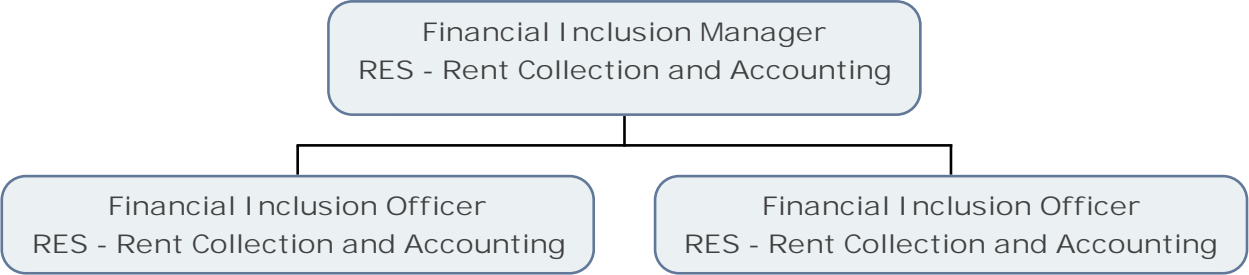 Financial Inclusion Manager
RES - Rent Collection and Accounting
Financial Inclusion Officer
RES - Rent Collection and Accounting
Financial Inclusion Officer
RES - Rent Collection and Accounting